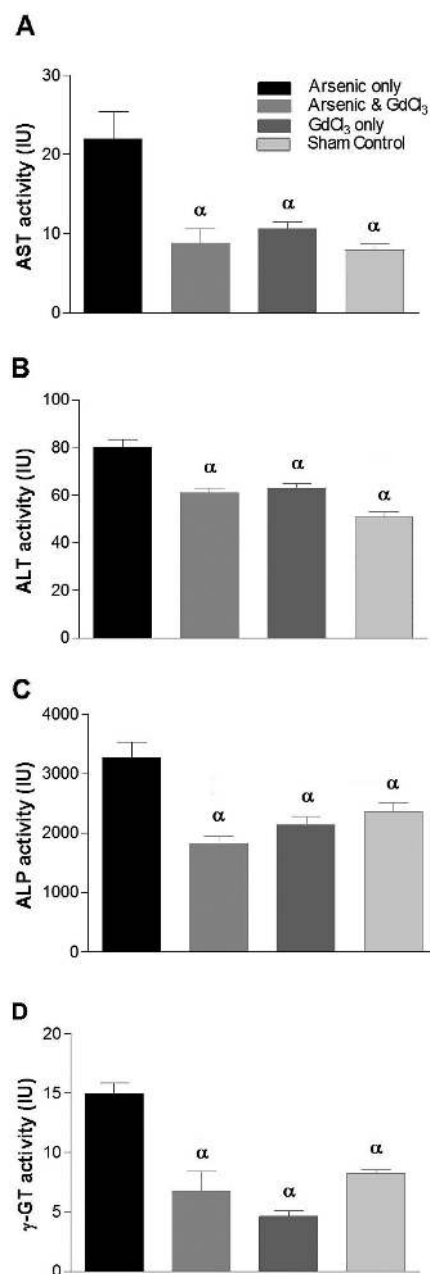 A
AST activity (IU)
30
20
10
0
Arsenic only
Arsenic & GdCl₃
GdCl₃ only
Sham Control
α
α
α
B
ALT activity (IU)
100
80
60
40
20
0
α
α
α
C
ALP activity (IU)
4000
3000
2000
1000
0
α
α
α
D
γ-GT activity (IU)
20
15
10
5
0
α
α
α